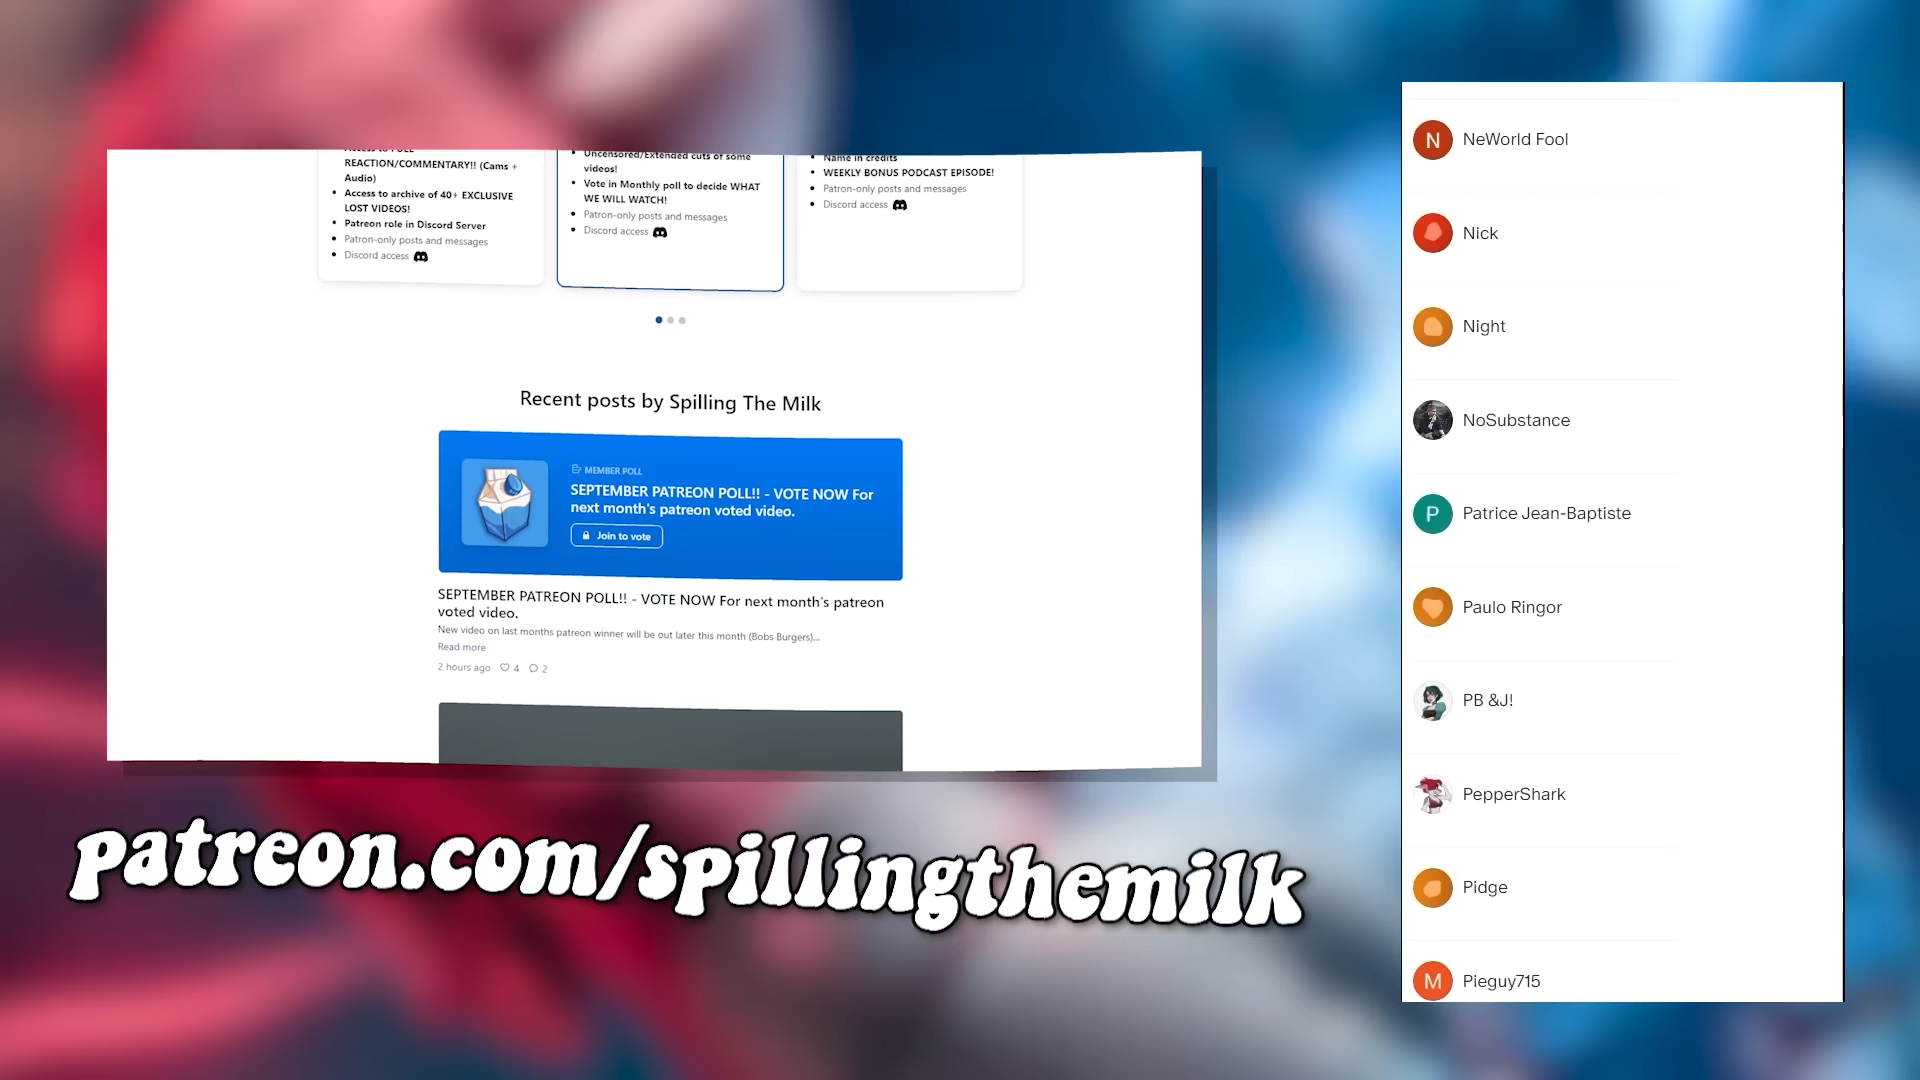 REACTION/COMMENTARY!! (Cams +
Audio)
Access to archive of 40+ EXCLUSIVE
LOST VIDEOS!
Patreon role in Discord Server
Patron-only posts and messages
Discord access
Uncensored/Extended cuts of some
videos!
Vote in Monthly poll to decide WHAT
WE WILL WATCH!
Patron-only posts and messages
Discord access
Name in credits
WEEKLY BONUS PODCAST EPISODE!
Patron-only posts and messages
Discord access
Recent posts by Spilling The Milk
MEMBER POLL
SEPTEMBER PATREON POLL!! - VOTE NOW For
next month's patreon voted video.
Join to vote
SEPTEMBER PATREON POLL!! - VOTE NOW For next month's patreon
voted video.
New video on last months patreon winner will be out later this month (Bobs Burgers)...
Read more
2 hours ago 4 2
patreon.com/spillingthemilk
N NeWorld Fool
Nick
Night
NoSubstance
P Patrice Jean-Baptiste
Paulo Ringor
PB &J!
PepperShark
Pidge
M Pieguy715